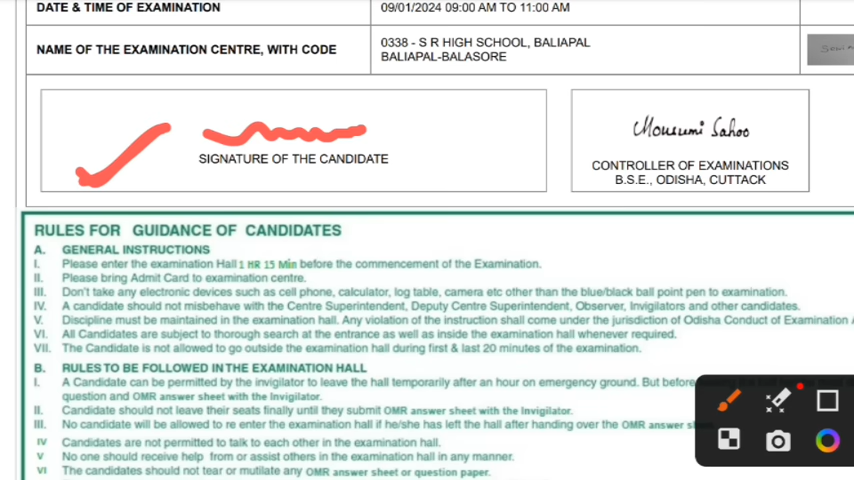 DATE & TIME OF EXAMINATION
09/01/2024 09:00 AM TO 11:00 AM
NAME OF THE EXAMINATION CENTRE, WITH CODE
0338 - S R HIGH SCHOOL, BALIAPAL
BALIAPAL-BALASORE
SIGNATURE OF THE CANDIDATE
Mousumi Sahoo
CONTROLLER OF EXAMINATIONS
B.S.E., ODISHA, CUTTACK
RULES FOR GUIDANCE OF CANDIDATES
A. GENERAL INSTRUCTIONS
I. Please enter the examination Hall 1 HR 15 Min before the commencement of the Examination.
II. Please bring Admit Card to examination centre.
III. Don't take any electronic devices such as cell phone, calculator, log table, camera etc other than the blue/black ball point pen to examination.
IV. A candidate should not misbehave with the Centre Superintendent, Deputy Centre Superintendent, Observer, Invigilators and other candidates.
V. Discipline must be maintained in the examination hall. Any violation of the instruction shall come under the jurisdiction of Odisha Conduct of Examination
VI. All Candidates are subject to thorough search at the entrance as well as inside the examination hall whenever required.
VII. The Candidate is not allowed to go outside the examination hall during first & last 20 minutes of the examination.
B. RULES TO BE FOLLOWED IN THE EXAMINATION HALL
I. A Candidate can be permitted by the invigilator to leave the hall temporarily after an hour on emergency ground. But before
question and OMR answer sheet with the Invigilator.
II. Candidate should not leave their seats finally until they submit OMR answer sheet with the Invigilator.
III. No candidate will be allowed to re enter the examination hall if he/she has left the hall after handing over the OMR answer
IV Candidates are not permitted to talk to each other in the examination hall.
V No one should receive help from or assist others in the examination hall in any manner.
VI The candidates should not tear or mutilate any OMR answer sheet or question paper.